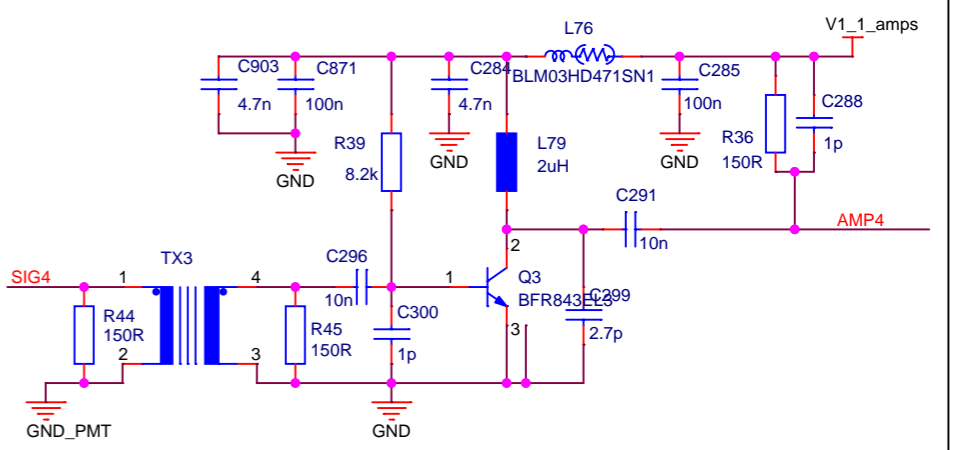 L76
V1_1_amps
C903
4.7n
C871
100n
C284
4.7n
BLM03HD471SN1
C285
100n
C288
1p
R36
150R
R39
8.2k
L79
2uH
GND
GND
GND
C291
10n
AMP4
SIG4
TX3
1
4
C296
10n
1
2
Q3
BFR843EL3
3
C299
2.7p
R44
150R
2
3
R45
150R
C300
1p
GND_PMT
GND